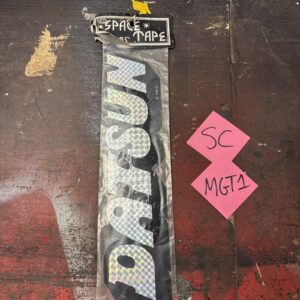 *SPACE*
TAPE
DATSUN
SC
MGT1